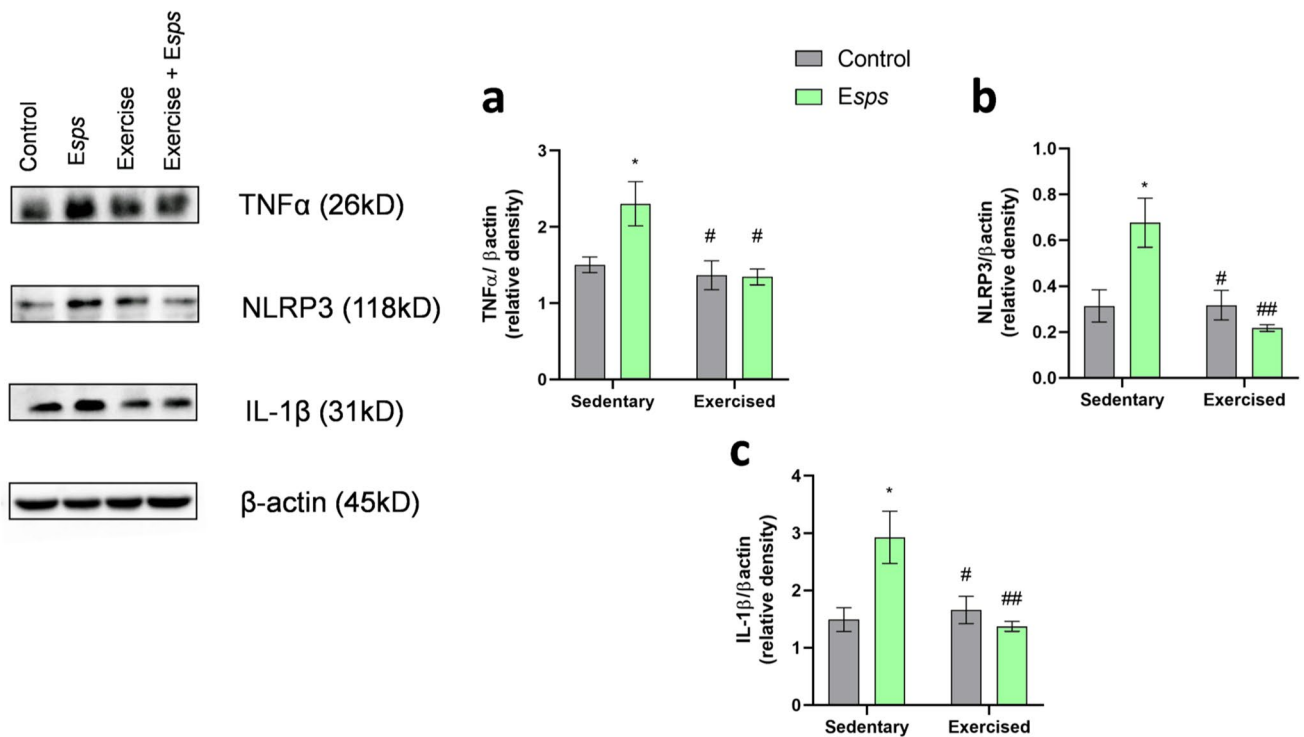 Control
Esps
Exercise
Exercise + Esps
TNFα (26kD)
NLRP3 (118kD)
IL-1β (31kD)
β-actin (45kD)
Control
Esps
a
TNFα/ βactin
(relative density)
3
2
1
0
*
#
#
Sedentary
Exercised
b
NLRP3/βactin
(relative density)
1.0
0.8
0.6
0.4
0.2
0.0
*
#
##
Sedentary
Exercised
c
IL-1β/βactin
(relative density)
4
3
2
1
0
*
#
##
Sedentary
Exercised